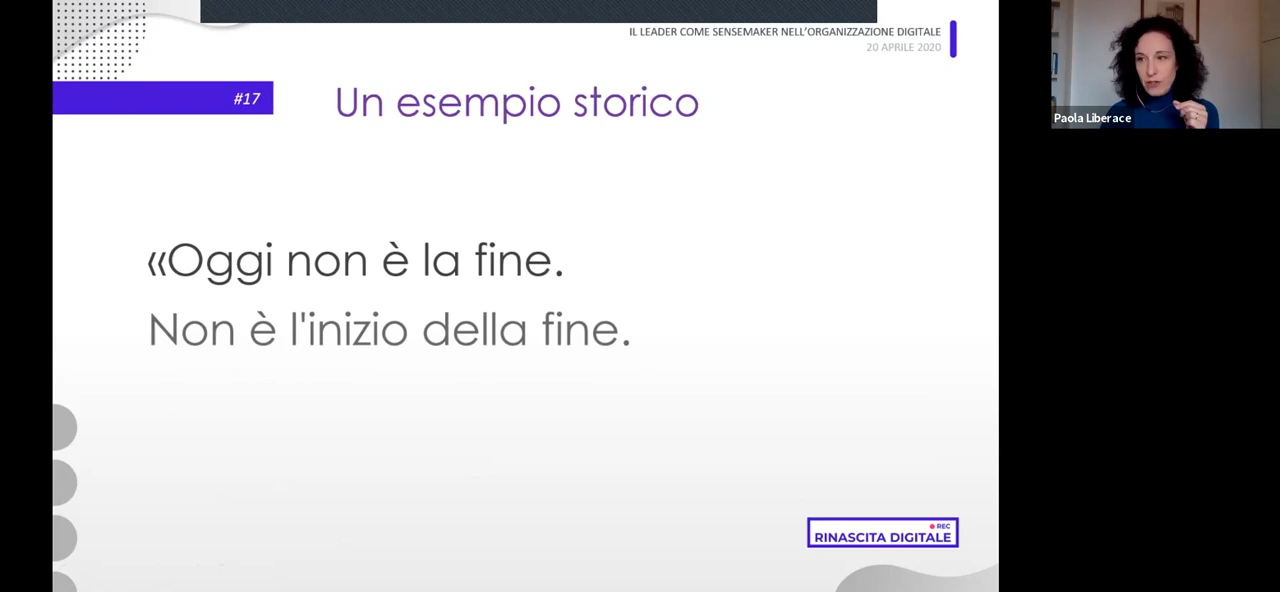 IL LEADER COME SENSEMAKER NELL'ORGANIZZAZIONE DIGITALE
20 APRILE 2020
#17
Un esempio storico
«Oggi non è la fine.
Non è l'inizio della fine.
REC
RINASCITA DIGITALE
Paola Liberace